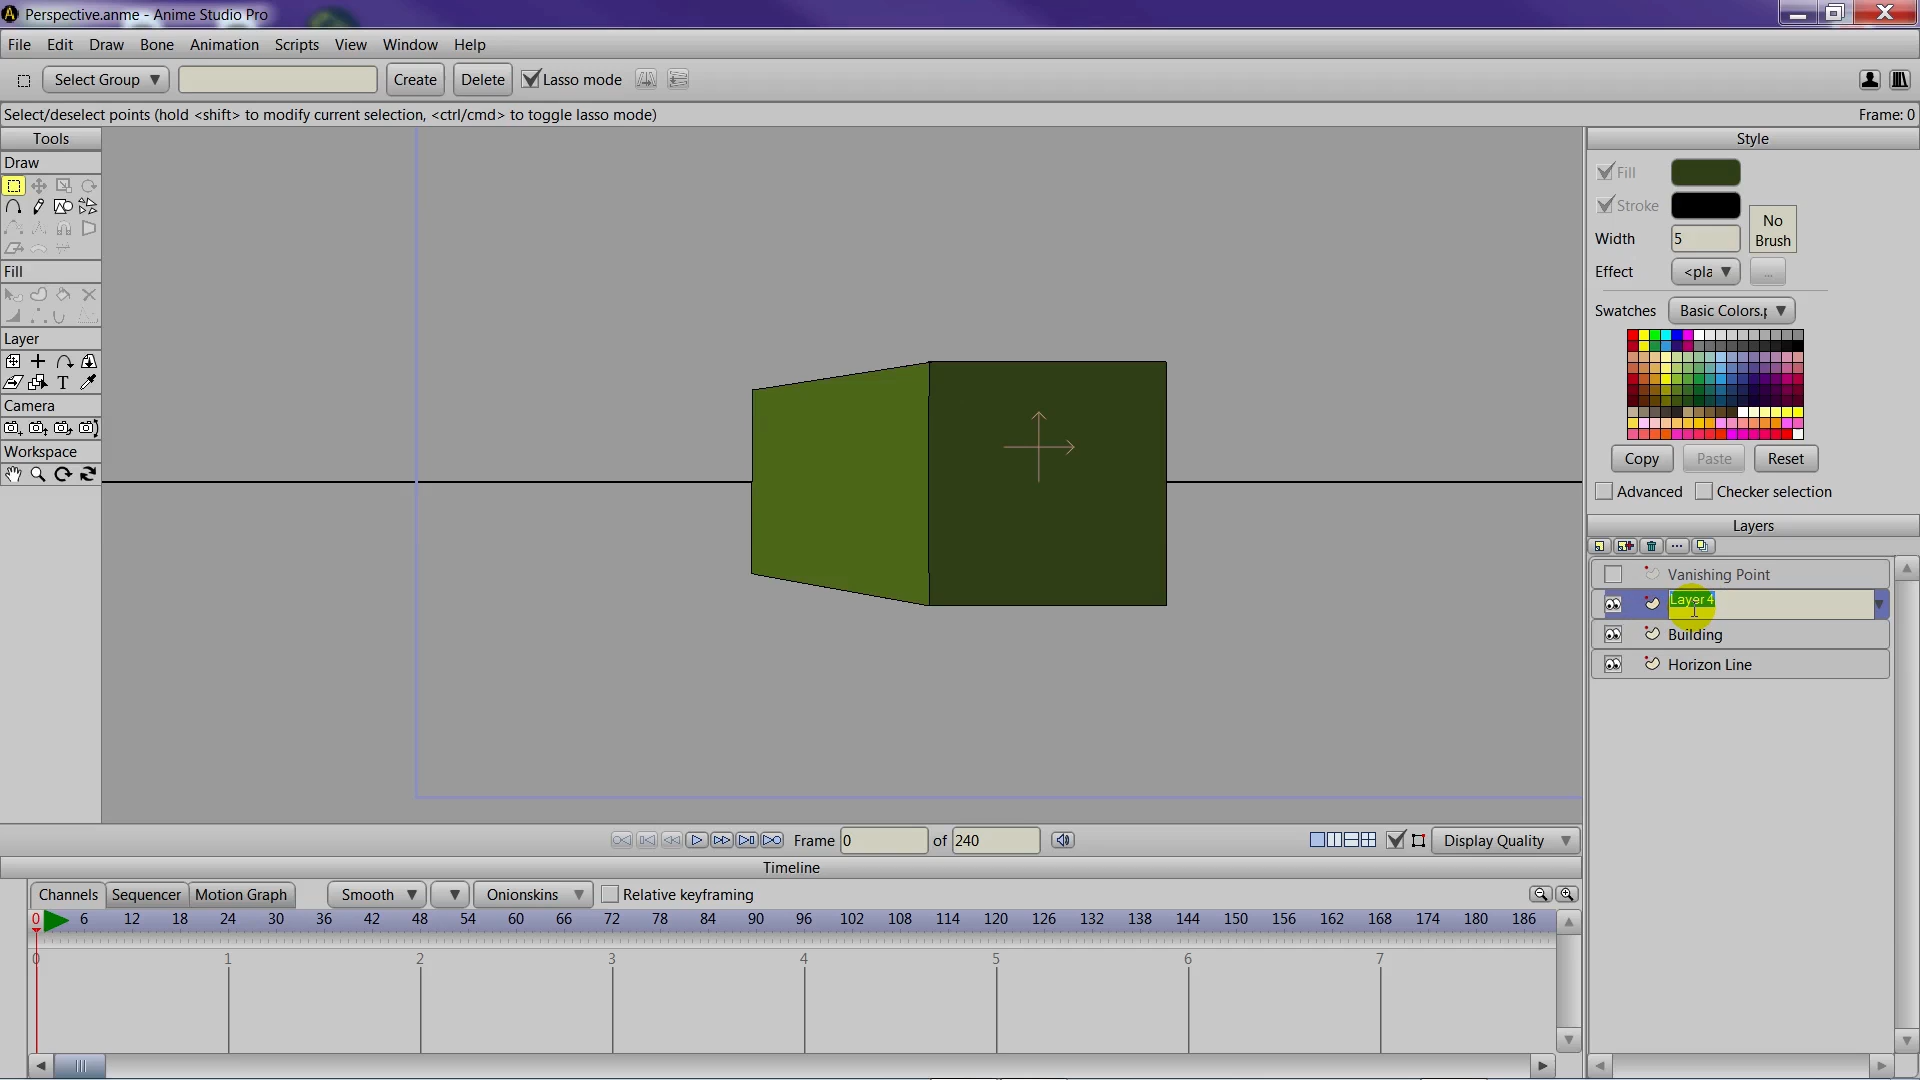 Perspective.anme - Anime Studio Pro
File Edit Draw Bone Animation Scripts View Window Help
Select Group Create Delete Lasso mode
Select/deselect points (hold <shift> to modify current selection, <ctrl/cmd> to toggle lasso mode) Frame: 0
Tools
Draw
Fill
Layer
T
Camera
Workspace
Style
Fill
Stroke
No Brush
Width 5
Effect <pla ...
Swatches Basic Colors.p
Copy Paste Reset
Advanced Checker selection
Layers
Vanishing Point
Layer 4
Building
Horizon Line
Frame 0 of 240 Display Quality
Timeline
Channels Sequencer Motion Graph Smooth Onionskins Relative keyframing
0 6 12 18 24 30 36 42 48 54 60 66 72 78 84 90 96 102 108 114 120 126 132 138 144 150 156 162 168 174 180 186
0 1 2 3 4 5 6 7